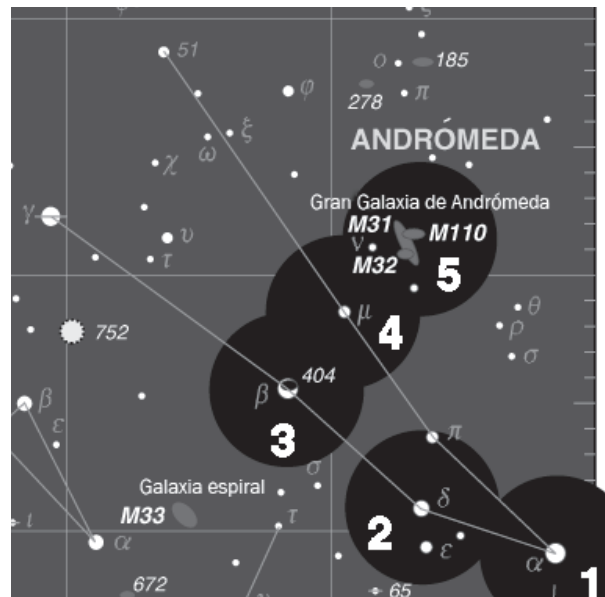 φ
ξ
51
ο
185
278
π
φ
ξ
ω
ANDRÓMEDA
χ
Gran Galaxia de Andrómeda
M31
γ
ν
M110
υ
M32
τ
5
θ
μ
ρ
752
4
σ
404
β
β
3
ε
π
σ
Galaxia espiral
δ
M33
τ
2
ι
ε
α
α
1
672
65